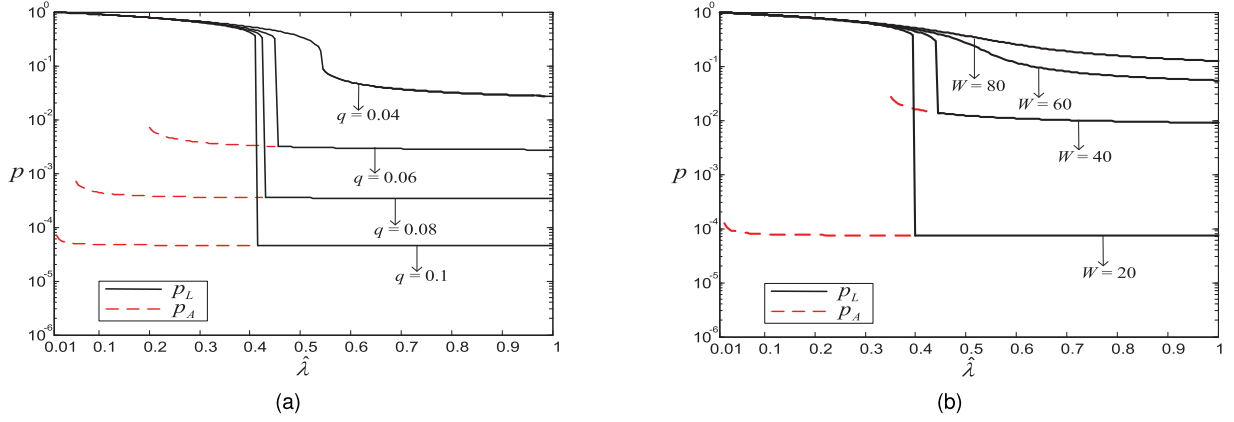 10^0
10^-1
10^-2
10^-3
10^-4
10^-5
10^-6
p
0.01 0.1 0.2 0.3 0.4 0.5 0.6 0.7 0.8 0.9 1
λ̂
q = 0.04
q = 0.06
q = 0.08
q = 0.1
p_L
p_A
(a)
10^0
10^-1
10^-2
10^-3
10^-4
10^-5
10^-6
p
0.01 0.1 0.2 0.3 0.4 0.5 0.6 0.7 0.8 0.9 1
λ̂
W = 80
W = 60
W = 40
W = 20
p_L
p_A
(b)